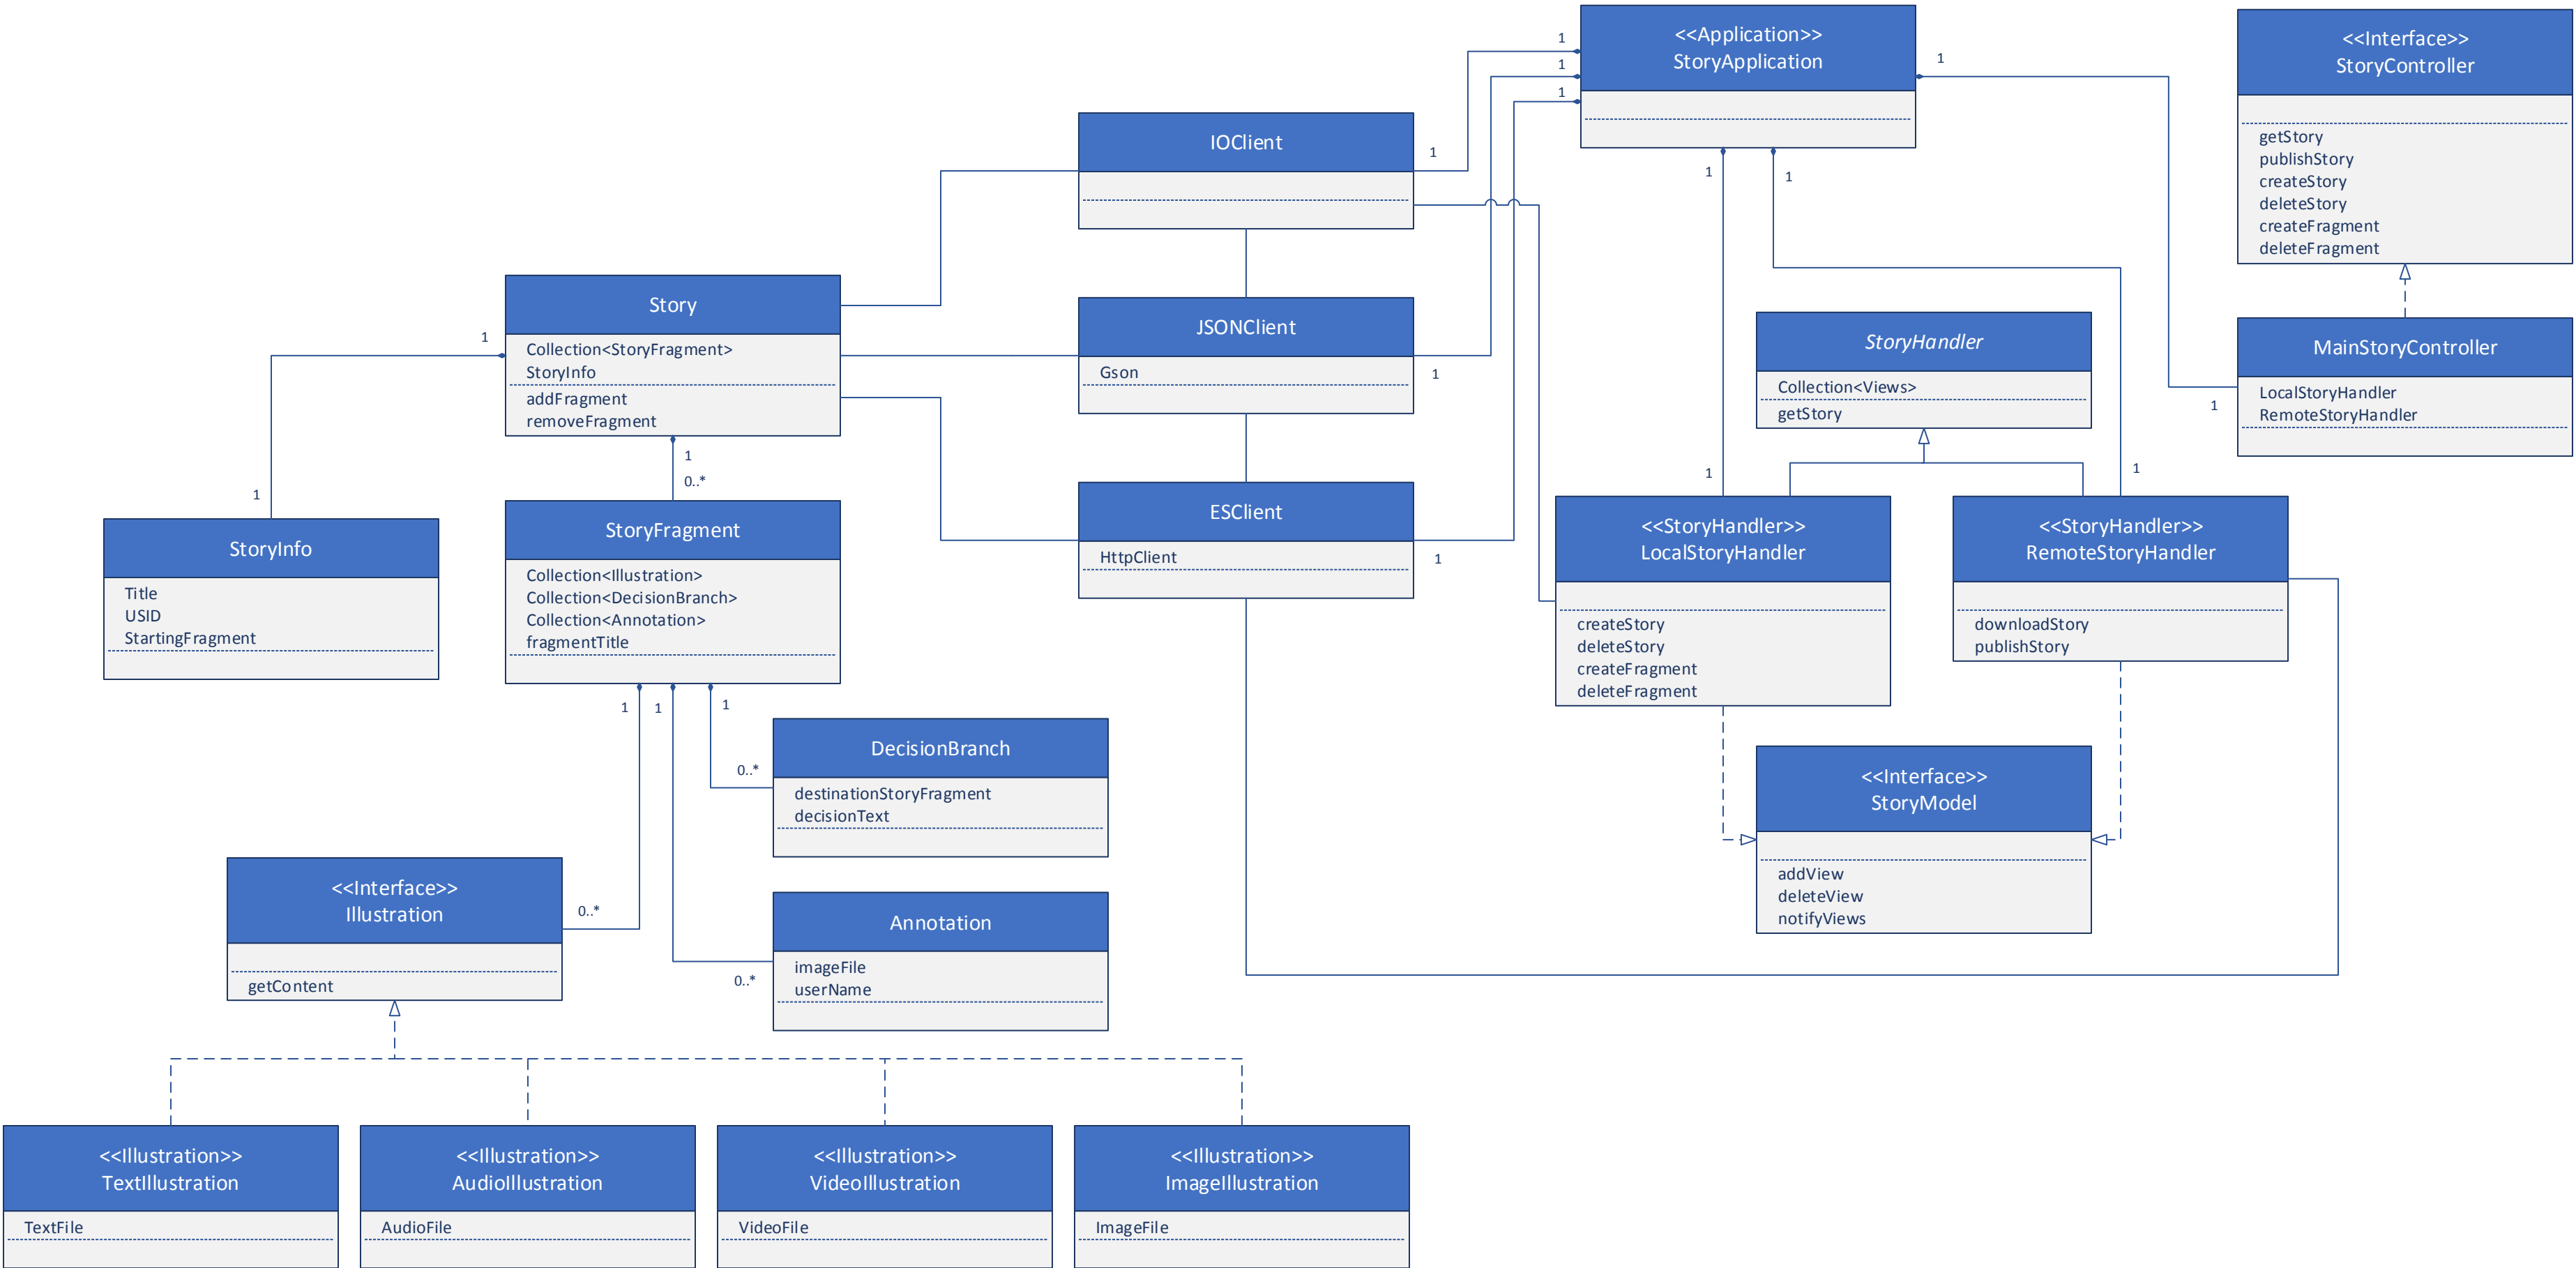 <<Application>>
StoryApplication
1
1
1
1
1
1
<<Interface>>
StoryController
getStory
publishStory
createStory
deleteStory
createFragment
deleteFragment
IOClient
1
Story
Collection<StoryFragment>
StoryInfo
addFragment
removeFragment
1
1
0..*
1
JSONClient
Gson
1
StoryHandler
Collection<Views>
getStory
MainStoryController
LocalStoryHandler
RemoteStoryHandler
1
1
1
StoryInfo
Title
USID
StartingFragment
StoryFragment
Collection<Illustration>
Collection<DecisionBranch>
Collection<Annotation>
fragmentTitle
1
1
1
ESClient
HttpClient
1
<<StoryHandler>>
LocalStoryHandler
createStory
deleteStory
createFragment
deleteFragment
<<StoryHandler>>
RemoteStoryHandler
downloadStory
publishStory
DecisionBranch
destinationStoryFragment
decisionText
0..*
<<Interface>>
StoryModel
addView
deleteView
notifyViews
<<Interface>>
Illustration
getContent
0..*
Annotation
imageFile
userName
0..*
<<Illustration>>
TextIllustration
TextFile
<<Illustration>>
AudioIllustration
AudioFile
<<Illustration>>
VideoIllustration
VideoFile
<<Illustration>>
ImageIllustration
ImageFile